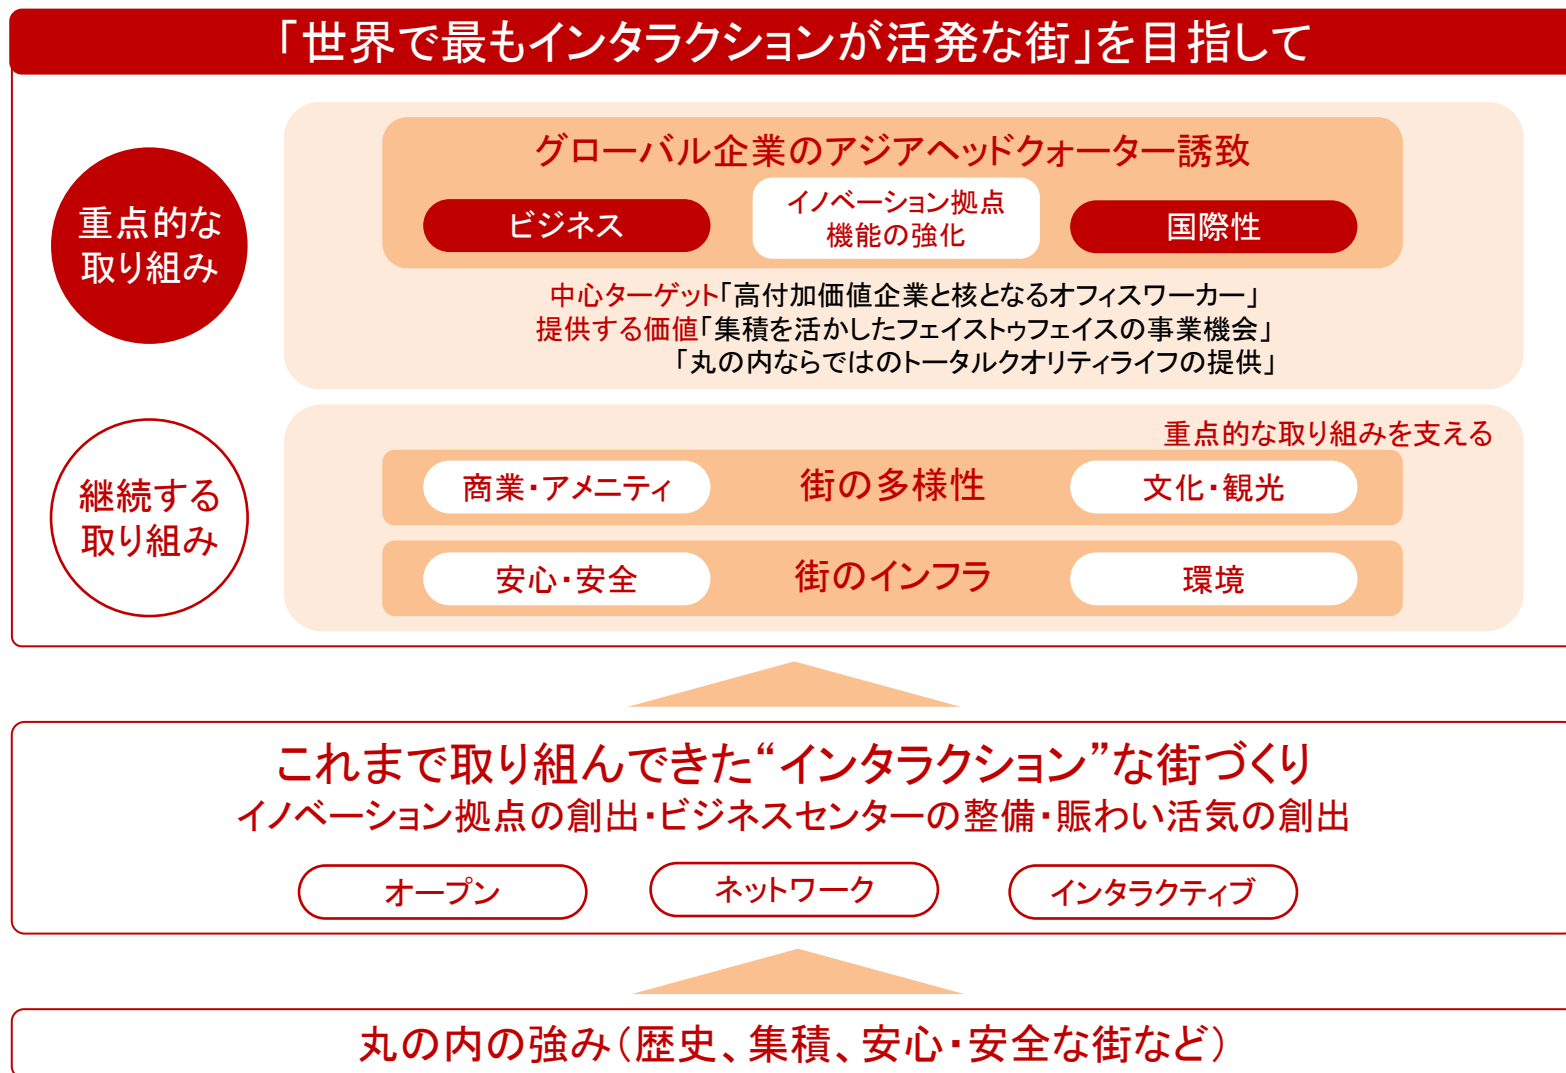 「世界で最もインタラクションが活発な街」を目指して
重点的な
取り組み
グローバル企業のアジアヘッドクォーター誘致
ビジネス
イノベーション拠点
機能の強化
国際性
中心ターゲット「高付加価値企業と核となるオフィスワーカー」
提供する価値「集積を活かしたフェイストゥフェイスの事業機会」
「丸の内ならではのトータルクオリティライフの提供」
継続する
取り組み
重点的な取り組みを支える
商業・アメニティ
街の多様性
文化・観光
安心・安全
街のインフラ
環境
これまで取り組んできた“インタラクション”な街づくり
イノベーション拠点の創出・ビジネスセンターの整備・賑わい活気の創出
オープン
ネットワーク
インタラクティブ
丸の内の強み（歴史、集積、安心・安全な街など）